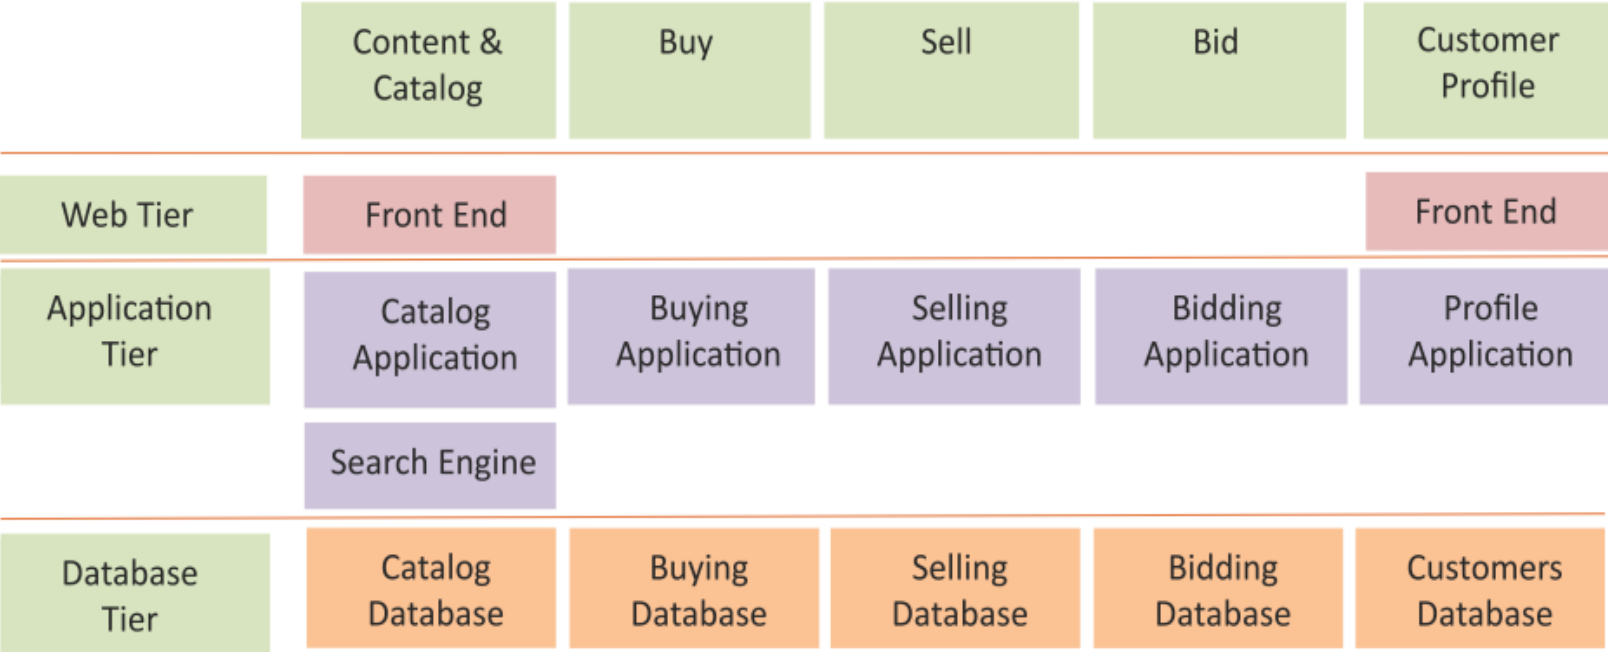 Content &
Catalog
Buy
Sell
Bid
Customer
Profile
Web Tier
Front End
Front End
Application
Tier
Catalog
Application
Buying
Application
Selling
Application
Bidding
Application
Profile
Application
Search Engine
Database
Tier
Catalog
Database
Buying
Database
Selling
Database
Bidding
Database
Customers
Database